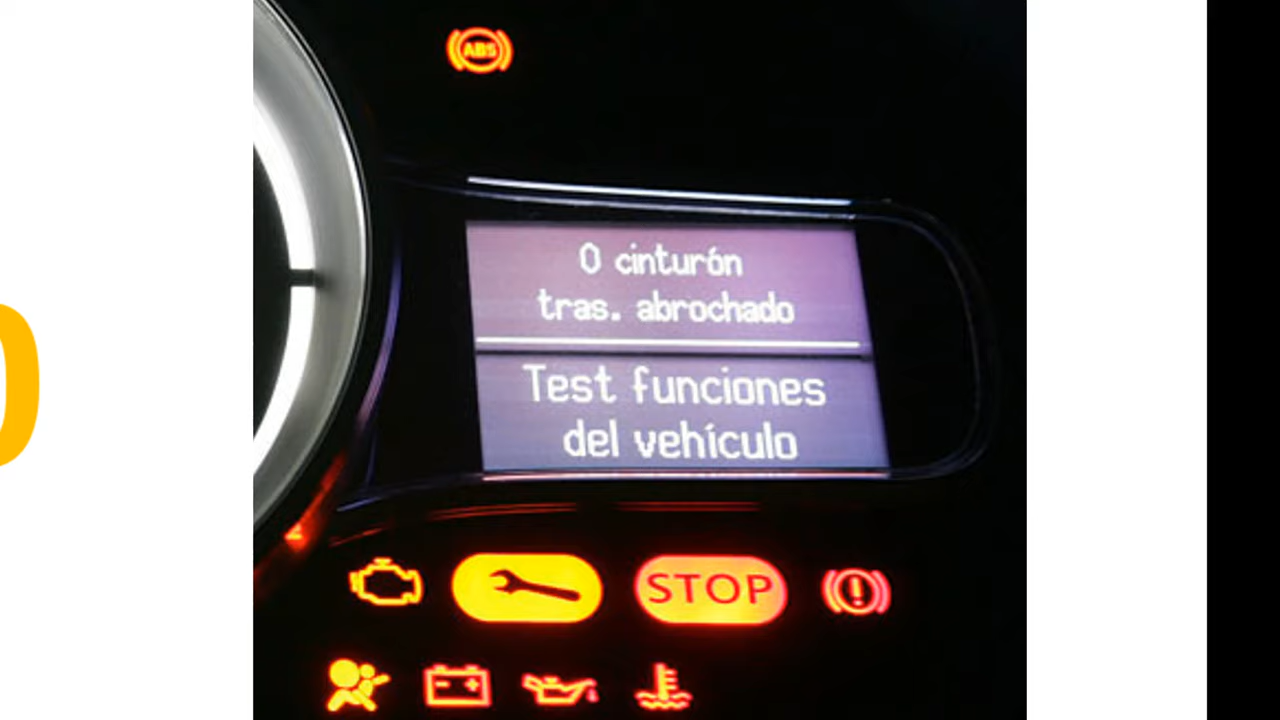 ABS
0 cinturón
tras. abrochado
Test funciones
del vehículo
STOP